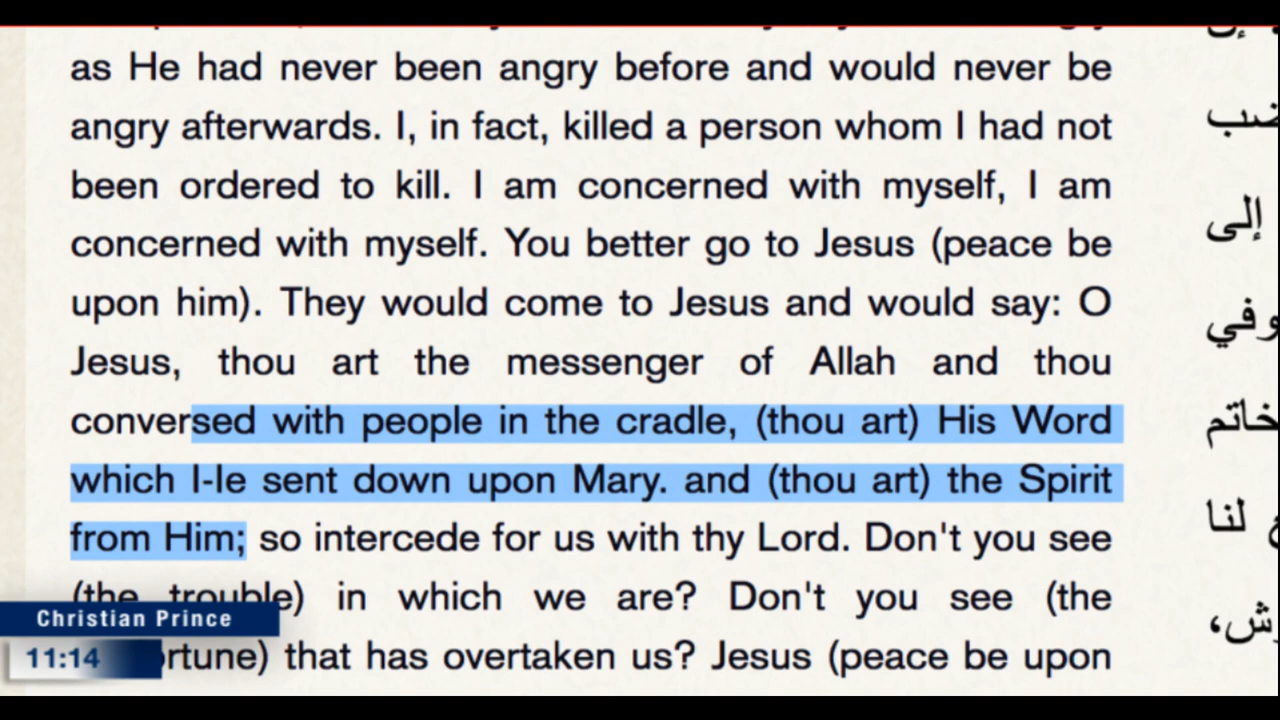 as He had never been angry before and would never be
angry afterwards. I, in fact, killed a person whom I had not
been ordered to kill. I am concerned with myself, I am
concerned with myself. You better go to Jesus (peace be
upon him). They would come to Jesus and would say: O
Jesus, thou art the messenger of Allah and thou
conversed with people in the cradle, (thou art) His Word
which I-le sent down upon Mary. and (thou art) the Spirit
from Him; so intercede for us with thy Lord. Don't you see
(the trouble) in which we are? Don't you see (the
rtune) that has overtaken us? Jesus (peace be upon
إلى
وفي
خاتم
لنا
Christian Prince
11:14